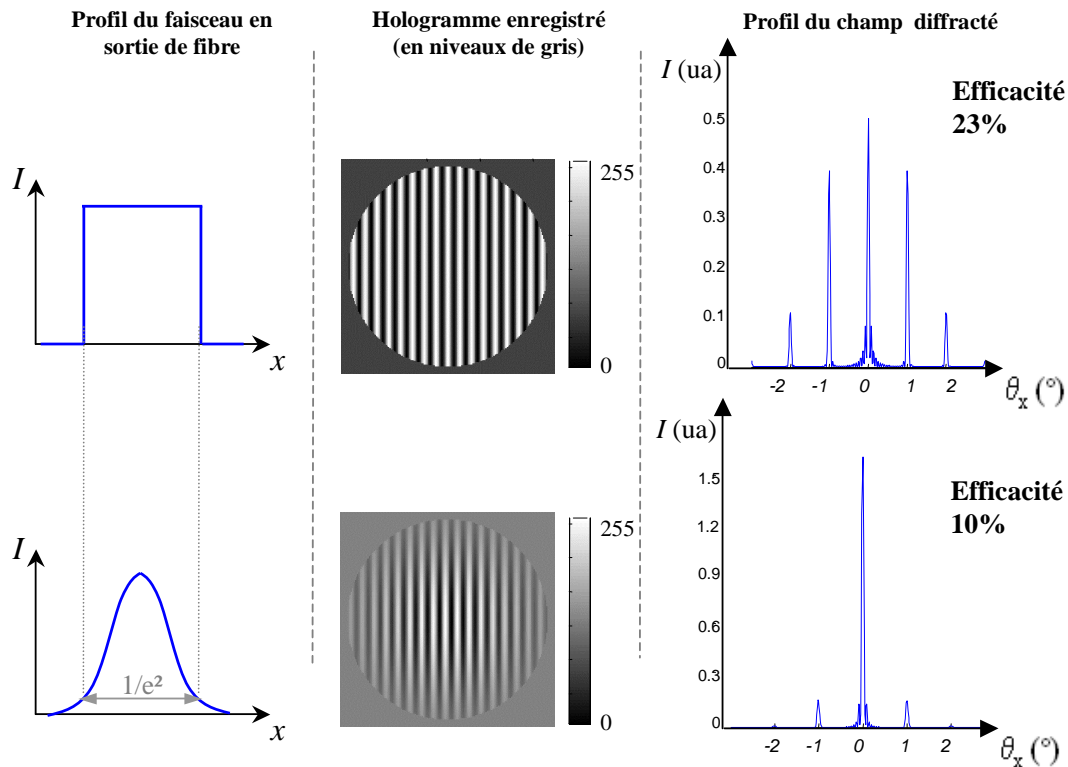 Profil du faisceau en
sortie de fibre
Hologramme enregistré
(en niveaux de gris)
Profil du champ diffracté
I
x
255
0
I (ua)
0.5
0.4
0.3
0.2
0.1
0
-2 -1 0 1 2
θx (°)
Efficacité
23%
I
1/e²
x
255
0
I (ua)
1.5
1.2
0.9
0.6
0.3
0
-2 -1 0 1 2
θx (°)
Efficacité
10%